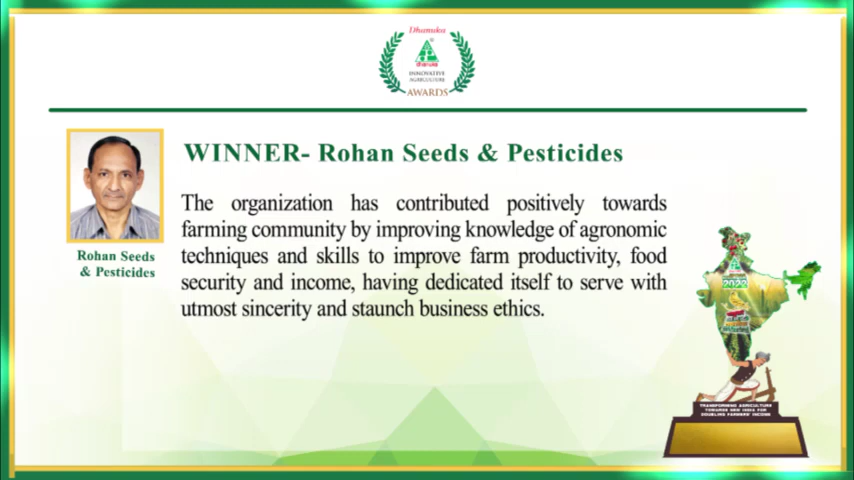 Dhanuka
INNOVATIVE
AGRICULTURE
AWARDS
WINNER- Rohan Seeds & Pesticides
The organization has contributed positively towards
farming community by improving knowledge of agronomic
techniques and skills to improve farm productivity, food
security and income, having dedicated itself to serve with
utmost sincerity and staunch business ethics.
Rohan Seeds
& Pesticides
2022
TRANSFORMING AGRICULTURE
TOWARDS NEW INDIA FOR
DOUBLING FARMERS' INCOME